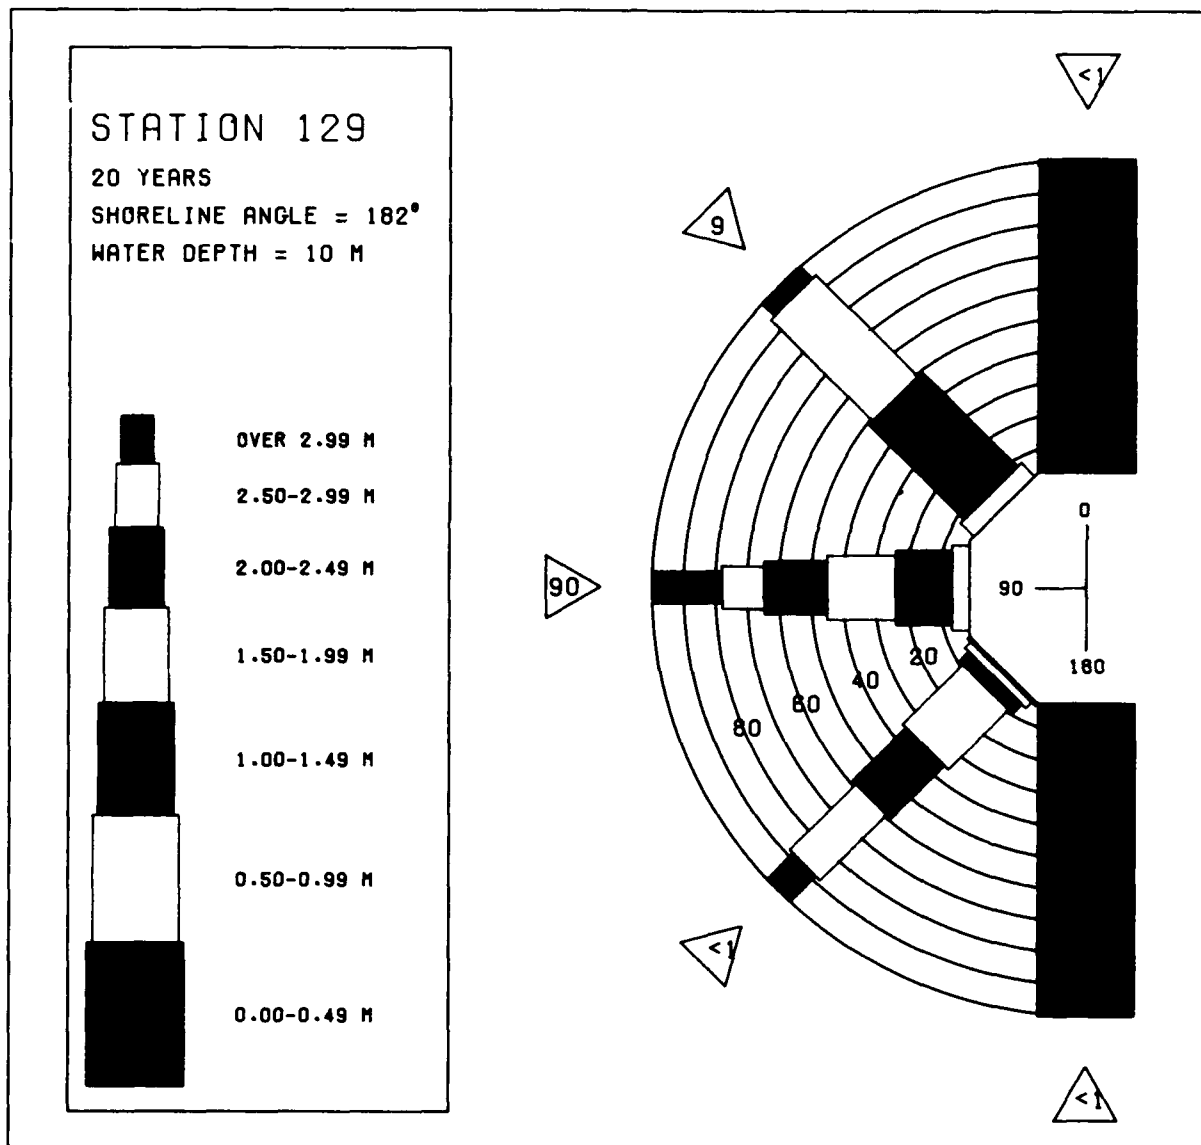 STATION 129
20 YEARS
SHORELINE ANGLE = 182°
WATER DEPTH = 10 M
OVER 2.99 M
2.50-2.99 M
2.00-2.49 M
1.50-1.99 M
1.00-1.49 M
0.50-0.99 M
0.00-0.49 M
<1
9
90
<1
<1
0
90
180
20
40
60
80